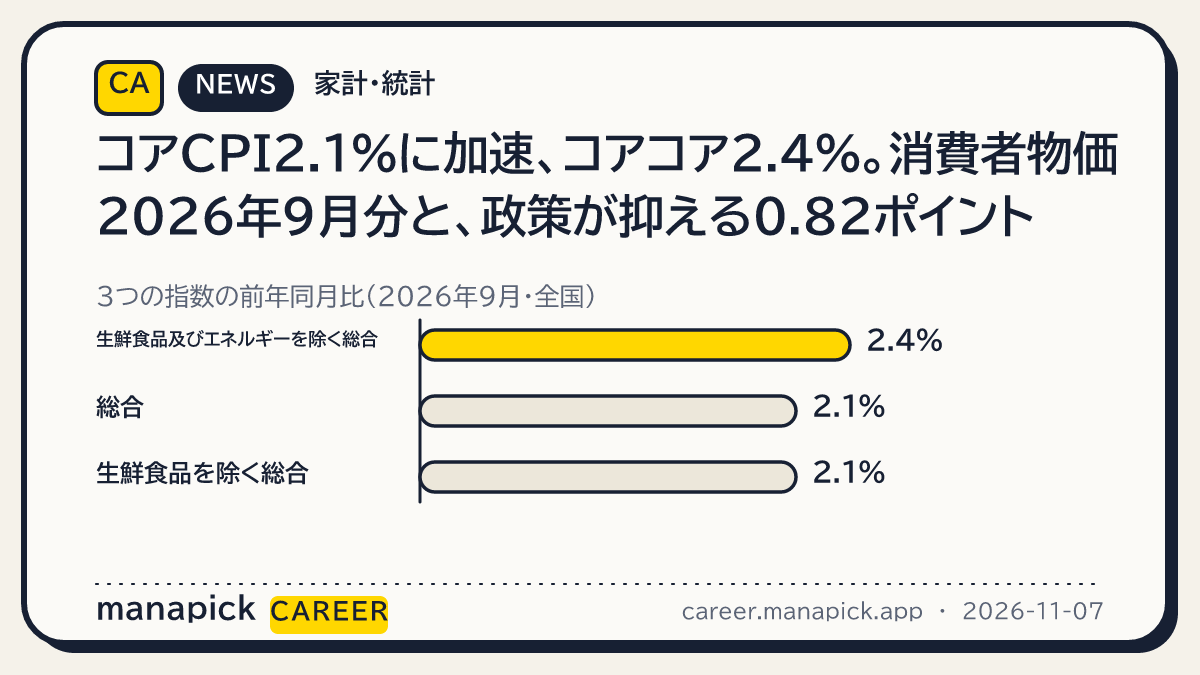 CA NEWS 家計・統計
コアCPI2.1%に加速、コアコア2.4%。消費者物価
2026年9月分と、政策が抑える0.82ポイント
3つの指数の前年同月比(2026年9月・全国)
生鮮食品及びエネルギーを除く総合 2.4%
総合 2.1%
生鮮食品を除く総合 2.1%
manapick CAREER career.manapick.app ・ 2026-11-07